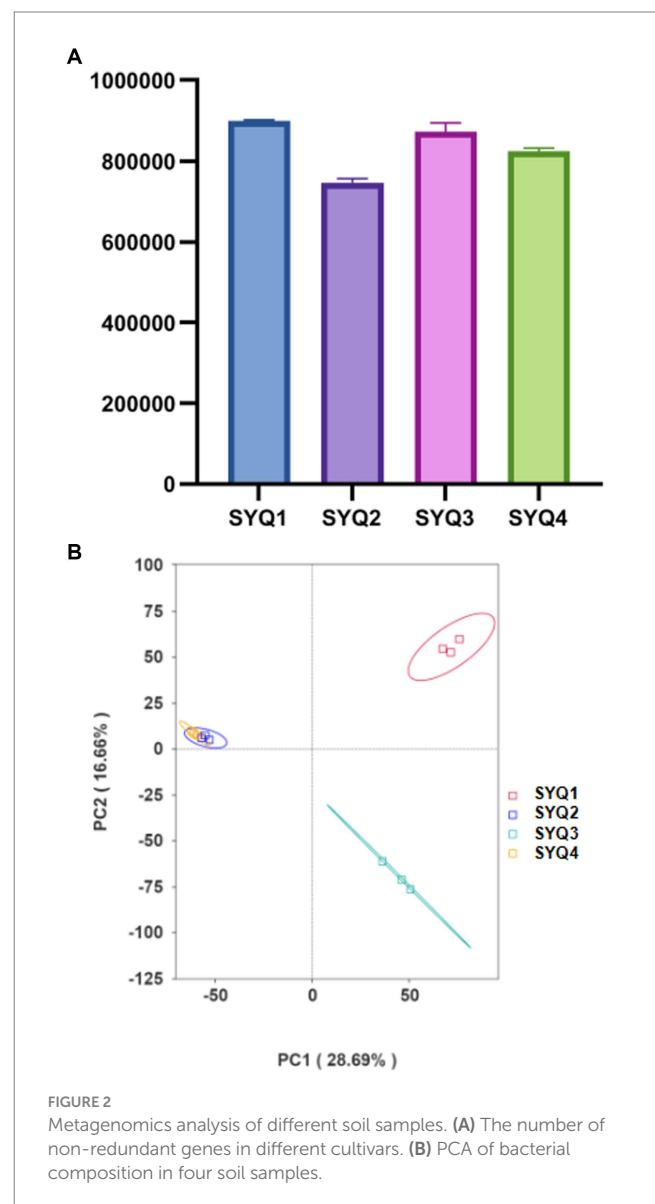 A
1000000
800000
600000
400000
200000
0
SYQ1 SYQ2 SYQ3 SYQ4
B
100
75
50
25
0
-25
-50
-75
-100
-125
PC2 ( 16.66% )
-50 0 50
PC1 ( 28.69% )
SYQ1
SYQ2
SYQ3
SYQ4
FIGURE 2
Metagenomics analysis of different soil samples. (A) The number of
non-redundant genes in different cultivars. (B) PCA of bacterial
composition in four soil samples.